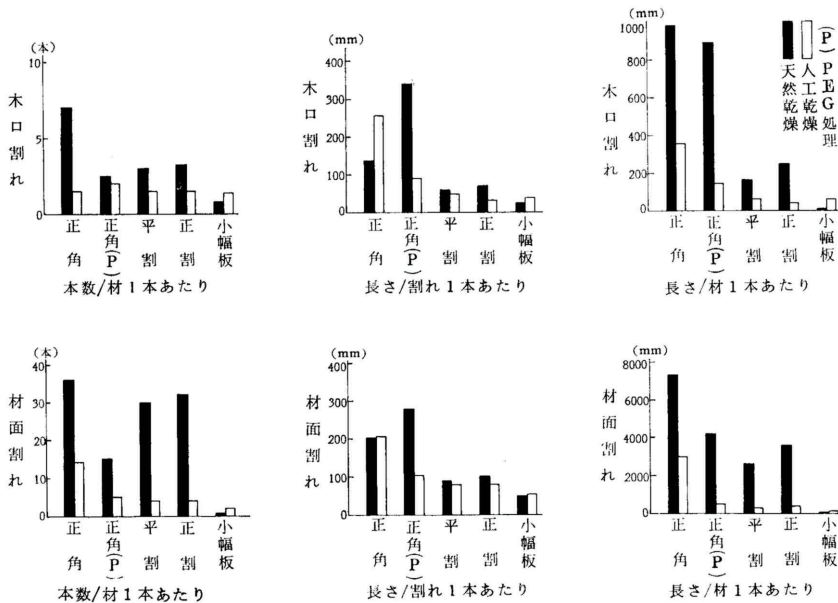 (本)
10
5
0
木口割れ
正角
正角(P)
平割
正割
小幅板
本数/材1本あたり
(mm)
400
300
200
100
0
木口割れ
正角
正角(P)
平割
正割
小幅板
長さ/割れ1本あたり
(mm)
1000
800
600
400
200
0
木口割れ
正角
正角(P)
平割
正割
小幅板
長さ/材1本あたり
(P)PEG処理
人工乾燥
天然乾燥
(本)
40
30
20
10
0
材面割れ
正角
正角(P)
平割
正割
小幅板
本数/材1本あたり
(mm)
400
300
200
100
0
材面割れ
正角
正角(P)
平割
正割
小幅板
長さ/割れ1本あたり
(mm)
8000
6000
4000
2000
0
材面割れ
正角
正角(P)
平割
正割
小幅板
長さ/材1本あたり